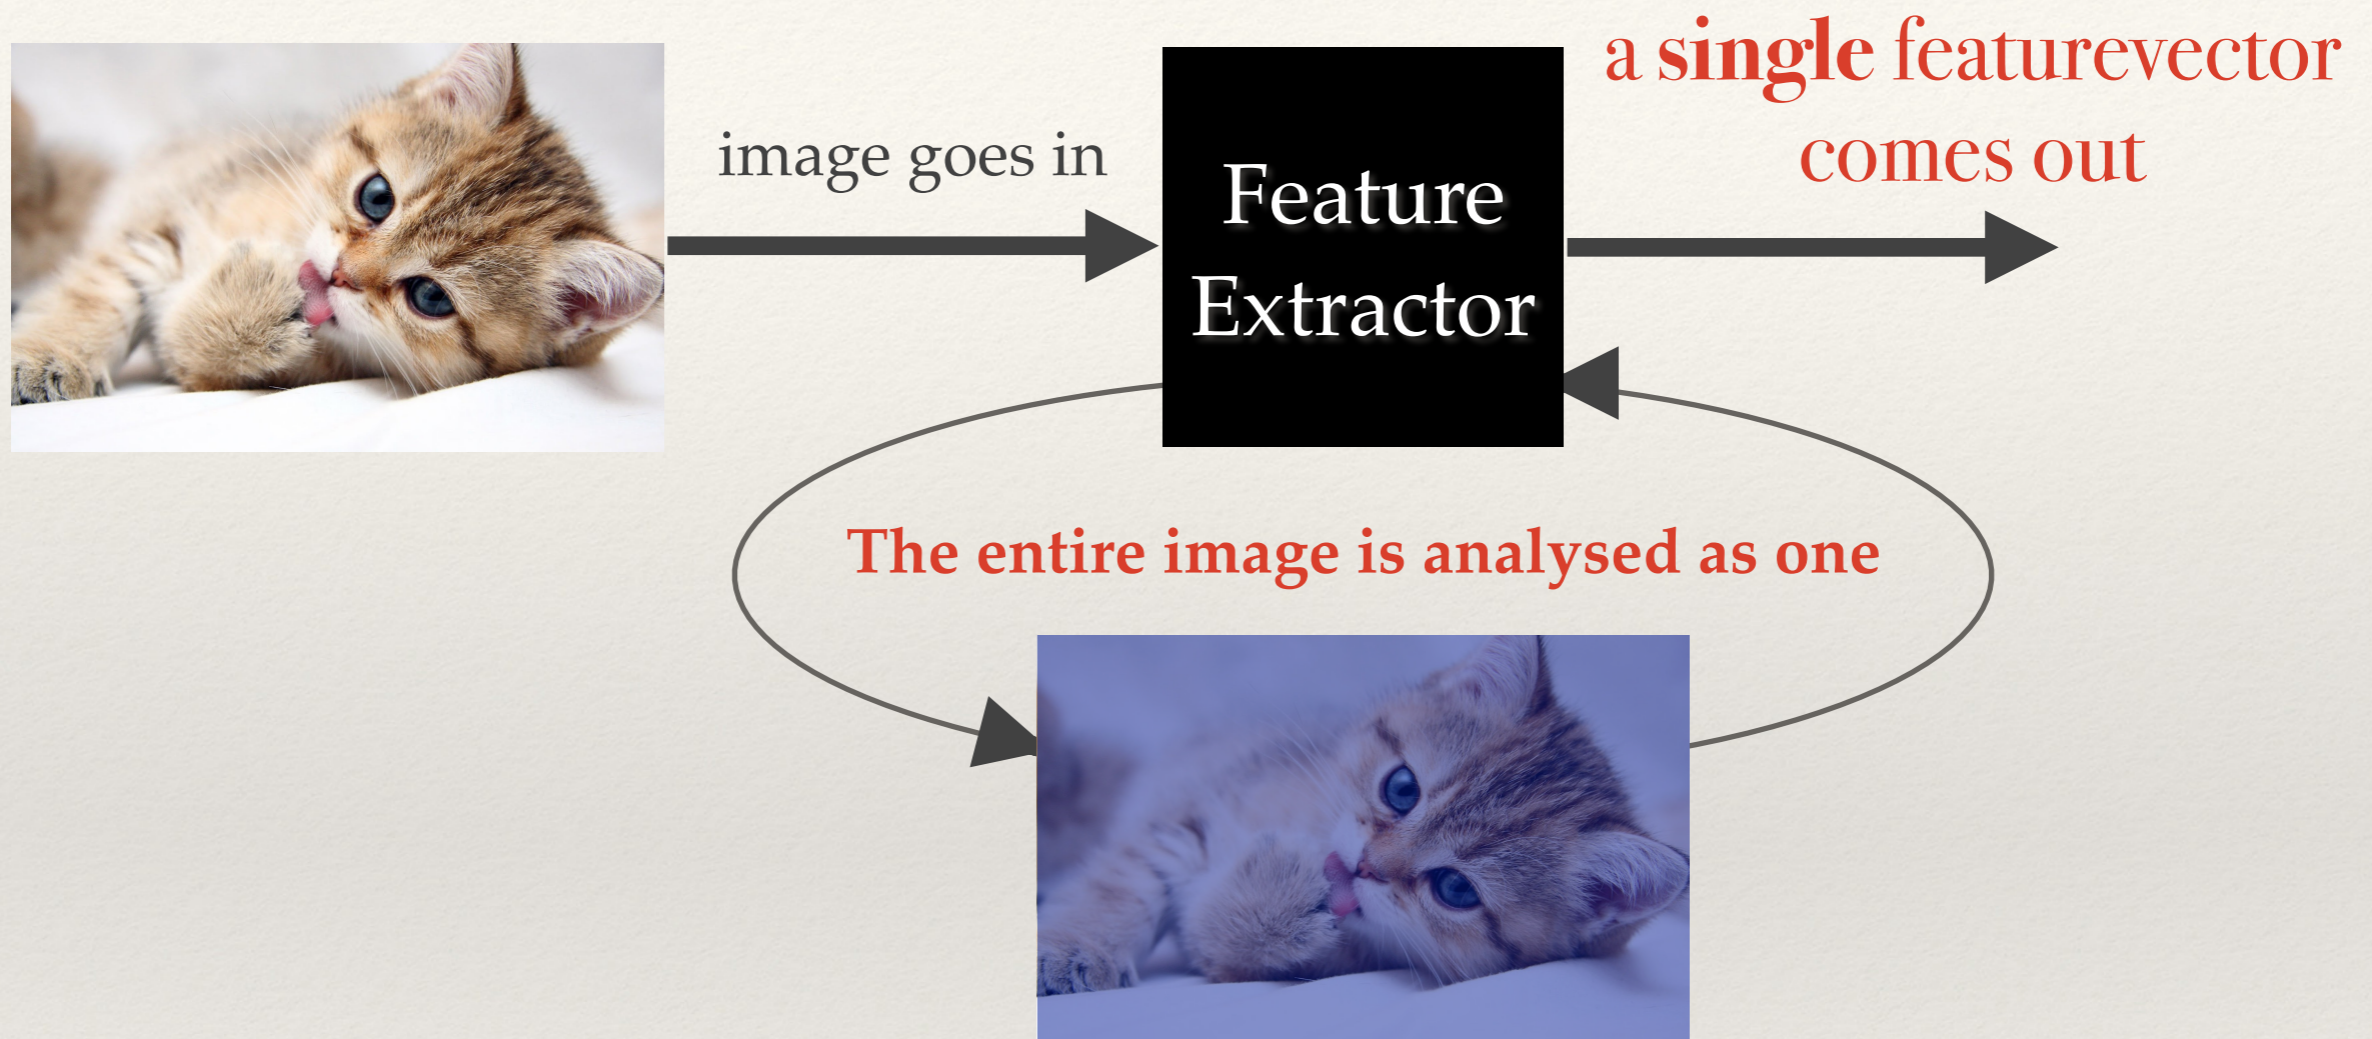 image goes in
Feature
Extractor
a single featurevector
comes out
The entire image is analysed as one